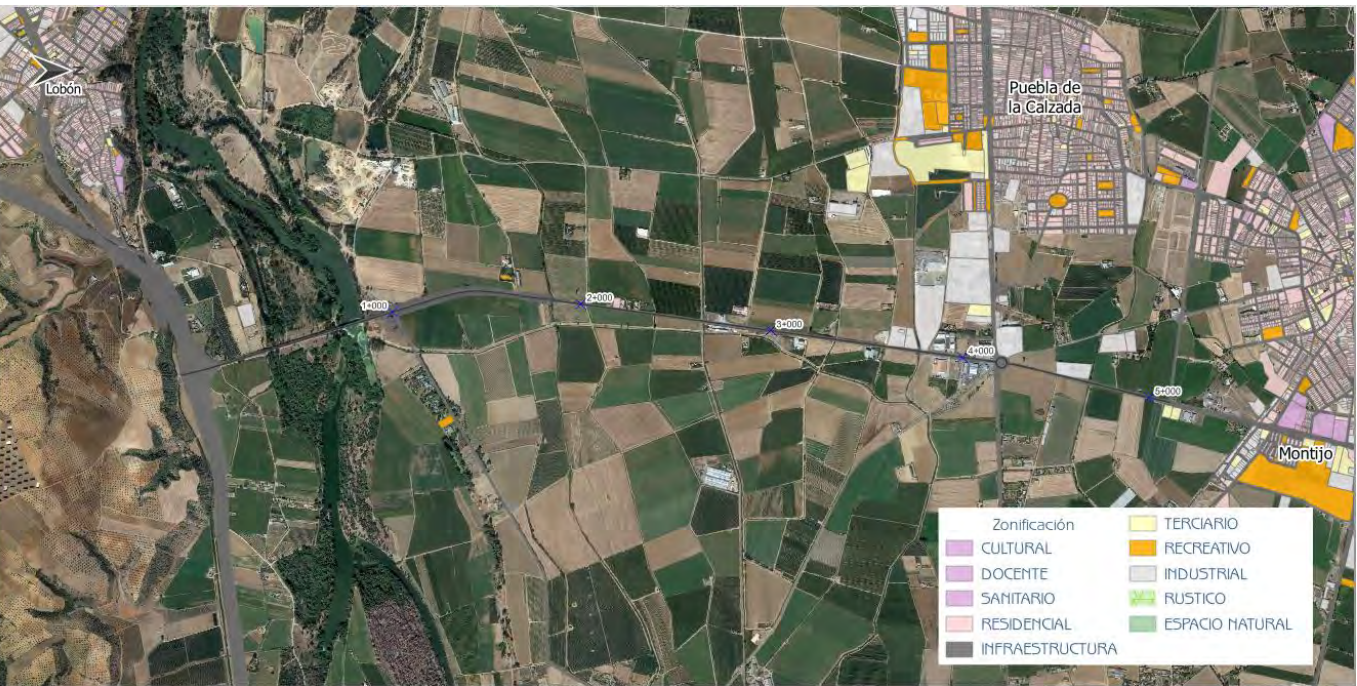 Lobón
Puebla de
la Calzada
1+000
2+000
3+000
4+000
5+000
Montijo
Zonificación
CULTURAL
DOCENTE
SANITARIO
RESIDENCIAL
INFRAESTRUCTURA
TERCIARIO
RECREATIVO
INDUSTRIAL
RUSTICO
ESPACIO NATURAL